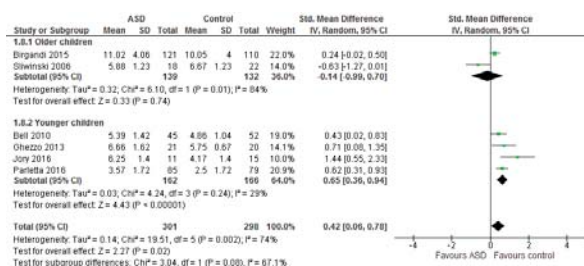 ASD Control Std. Mean Difference Std. Mean Difference
Study or Subgroup Mean SD Total Mean SD Total Weight IV, Random, 95% CI IV, Random, 95% CI
1.8.1 Older children
Birgandi 2015 11.02 4.06 121 10.05 4 110 22.0% 0.24 [-0.02, 0.50]
Sliwinski 2006 5.88 1.23 18 6.67 1.23 22 14.0% -0.63 [-1.27, 0.01]
Subtotal (95% CI) 139 132 36.0% -0.14 [-0.99, 0.70]
Heterogeneity: Tau² = 0.32; Chi² = 6.10, df = 1 (P = 0.01); I² = 84%
Test for overall effect: Z = 0.33 (P = 0.74)
1.8.2 Younger children
Bell 2010 5.39 1.42 45 4.86 1.04 52 19.0% 0.43 [0.02, 0.83]
Ghezzo 2013 6.66 1.62 21 5.75 0.67 20 14.0% 0.71 [0.08, 1.35]
Jory 2016 6.25 1.4 11 4.17 1.4 15 1.44 [0.55, 2.33]
Parletta 2016 3.57 1.72 85 2.5 1.72 79 0.62 [0.31, 0.93]
Subtotal (95% CI) 162 166 64.0% 0.65 [0.36, 0.94]
Heterogeneity: Tau² = 0.03; Chi² = 4.24, df = 3 (P = 0.24); I² = 29%
Test for overall effect: Z = 4.43 (P < 0.00001)
Total (95% CI) 301 298 100.0% 0.42 [0.06, 0.78]
Heterogeneity: Tau² = 0.14; Chi² = 19.51, df = 5 (P = 0.002); I² = 74%
Test for overall effect: Z = 2.27 (P = 0.02)
Test for subgroup differences: Chi² = 3.04, df = 1 (P = 0.08), I² = 67.1%
-4 -2 0 2 4
Favours ASD Favours control